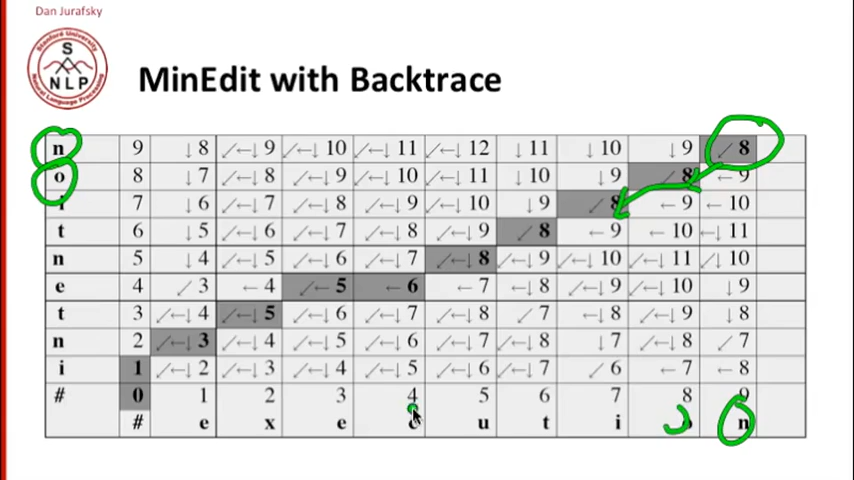 Dan Jurafsky
Stanford University
S
NLP
Natural Language Processing
MinEdit with Backtrace
n 9 ↓8 ↙←↓9 ↙←↓10 ↙←↓11 ↙←↓12 ↓11 ↓10 ↓9 ↙8
o 8 ↓7 ↙←↓8 ↙←↓9 ↙←↓10 ↙←↓11 ↓10 ↓9 ↙8 ←9
i 7 ↓6 ↙←↓7 ↙←↓8 ↙←↓9 ↙←↓10 ↓9 ↙8 ←9 ←10
t 6 ↓5 ↙←↓6 ↙←↓7 ↙←↓8 ↙←↓9 ↙8 ←9 ←10 ←↓11
n 5 ↓4 ↙←↓5 ↙←↓6 ↙←↓7 ↙←↓8 ↙←↓9 ↙←↓10 ↙←↓11 ↙↓10
e 4 ↙3 ←4 ↙←5 ←6 ←7 ←↓8 ↙←↓9 ↙←↓10 ↓9
t 3 ↙←↓4 ↙←↓5 ↙←↓6 ↙←↓7 ↙←↓8 ↙7 ←↓8 ↙←↓9 ↓8
n 2 ↙←↓3 ↙←↓4 ↙←↓5 ↙←↓6 ↙←↓7 ↙←↓8 ↓7 ↙←↓8 ↙7
i 1 ↙←↓2 ↙←↓3 ↙←↓4 ↙←↓5 ↙←↓6 ↙←↓7 ↙6 ←7 ←8
# 0 1 2 3 4 5 6 7 8 9
# e x e c u t i o n